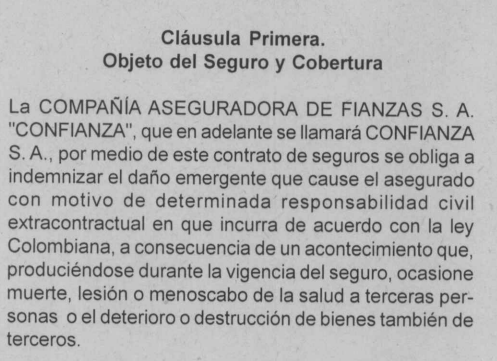 Cláusula Primera.
Objeto del Seguro y Cobertura
La COMPAÑÍA ASEGURADORA DE FIANZAS S. A.
"CONFIANZA", que en adelante se llamará CONFIANZA
S. A., por medio de este contrato de seguros se obliga a
indemnizar el daño emergente que cause el asegurado
con motivo de determinada responsabilidad civil
extracontractual en que incurra de acuerdo con la ley
Colombiana, a consecuencia de un acontecimiento que,
produciéndose durante la vigencia del seguro, ocasione
muerte, lesión o menoscabo de la salud a terceras per-
sonas o el deterioro o destrucción de bienes también de
terceros.